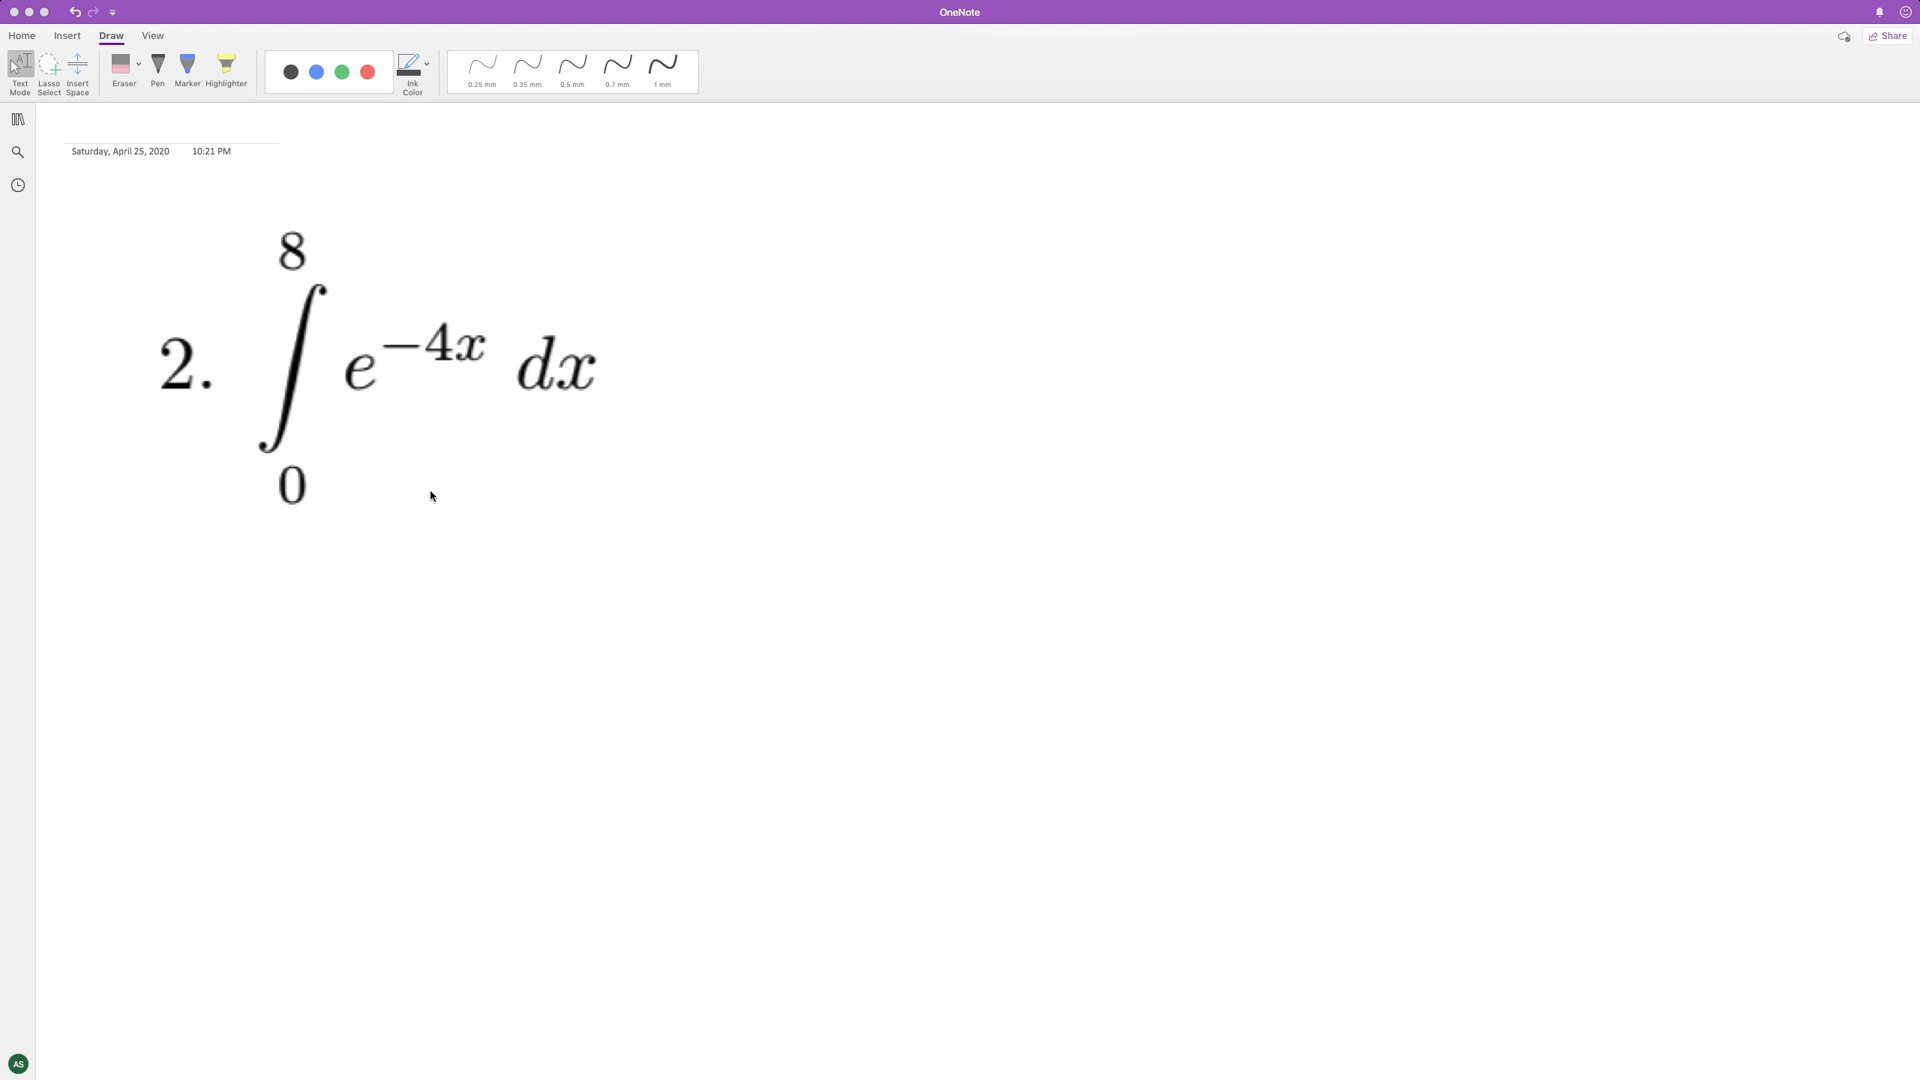 OneNote
Home Insert Draw View
Share
Text Mode
Lasso Select
Insert Space
Eraser
Pen
Marker
Highlighter
Ink Color
0.25 mm 0.35 mm 0.5 mm 0.7 mm 1 mm
Saturday, April 25, 2020 10:21 PM
8
2. ∫ e^{−4x} dx
0
AS